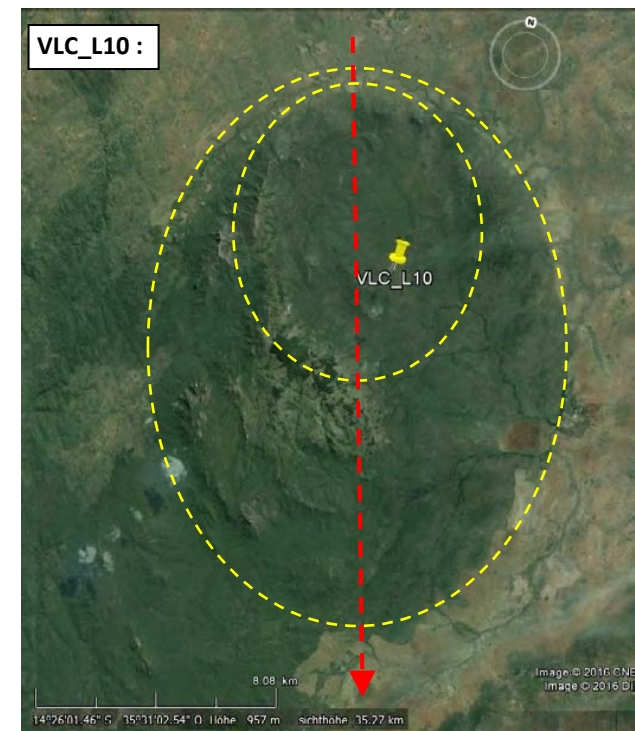 VLC_L10 :
N
VLC_L10
8.08 km
Image © 2016 CNE
Image © 2016 DI
14°26'01.46" S 35°31'02.54" O Höhe 957 m sichthöhe 35.27 km